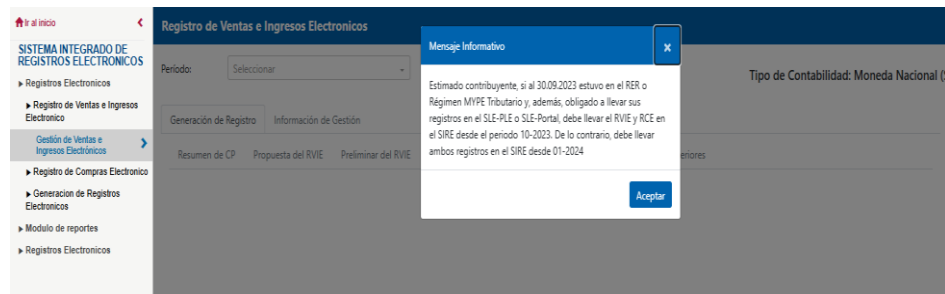 Ir al inicio
SISTEMA INTEGRADO DE
REGISTROS ELECTRONICOS
Registros Electronicos
Registro de Ventas e Ingresos
Electronico
Gestión de Ventas e
Ingresos Electrónicos
Registro de Compras Electronico
Generacion de Registros
Electronicos
Modulo de reportes
Registros Electronicos
Registro de Ventas e Ingresos Electronicos
Periodo:
Seleccionar
Tipo de Contabilidad: Moneda Nacional (S
Generación de Registro
Información de Gestión
Resumen de CP
Propuesta del RVIE
Preliminar del RVIE
eriores
Mensaje Informativo
x
Estimado contribuyente, si al 30.09.2023 estuvo en el RER o
Régimen MYPE Tributario y, además, obligado a llevar sus
registros en el SLE-PLE o SLE-Portal, debe llevar el RVIE y RCE en
el SIRE desde el periodo 10-2023. De lo contrario, debe llevar
ambos registros en el SIRE desde 01-2024
Aceptar